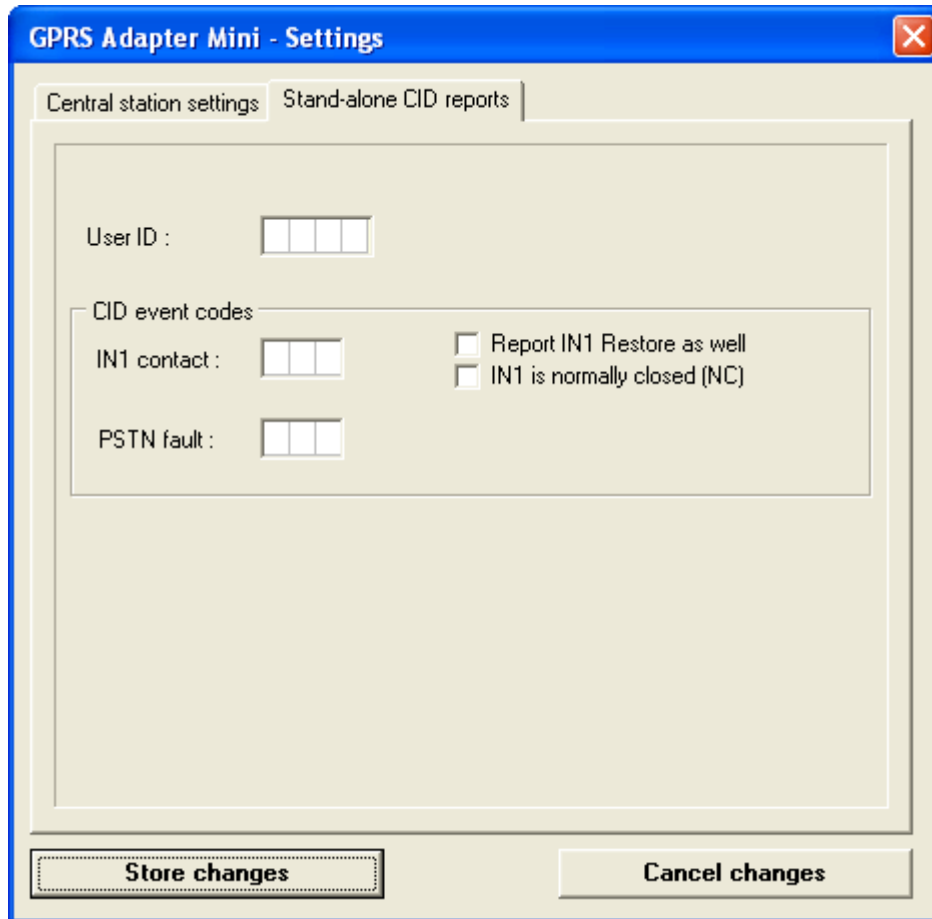 GPRS Adapter Mini - Settings
Central station settings
Stand-alone CID reports
User ID :
CID event codes
IN1 contact :
Report IN1 Restore as well
IN1 is normally closed (NC)
PSTN fault :
Store changes
Cancel changes